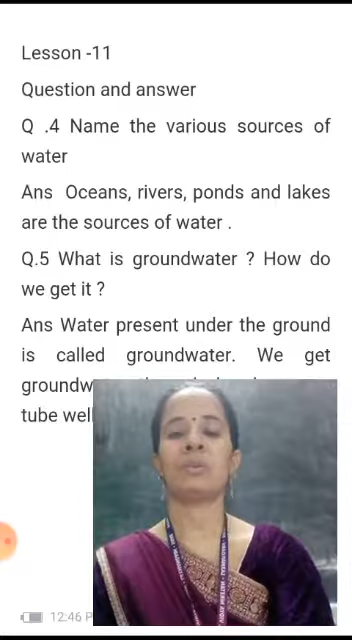 Lesson -11
Question and answer
Q .4 Name the various sources of
water
Ans Oceans, rivers, ponds and lakes
are the sources of water .
Q.5 What is groundwater ? How do
we get it ?
Ans Water present under the ground
is called groundwater. We get
tube well
12:46 P